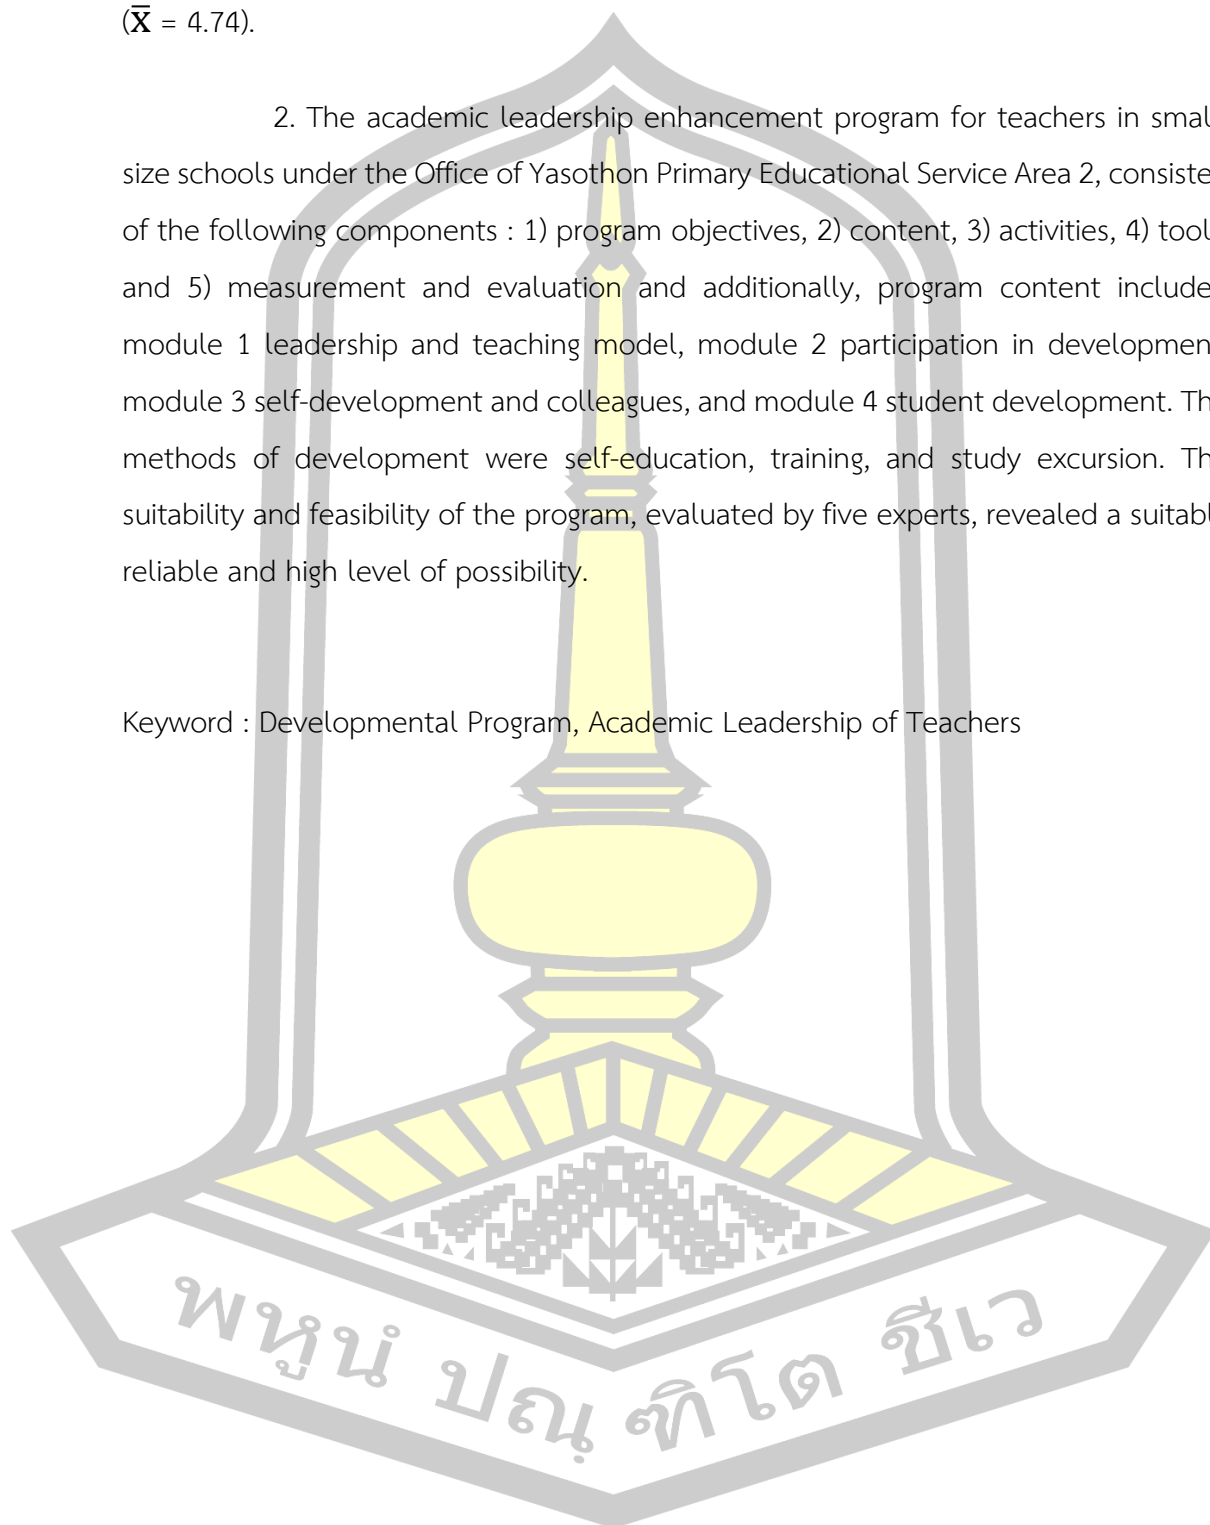 (X̄ = 4.74).
2. The academic leadership enhancement program for teachers in smal
size schools under the Office of Yasothon Primary Educational Service Area 2, consiste
of the following components : 1) program objectives, 2) content, 3) activities, 4) tool
and 5) measurement and evaluation and additionally, program content include
module 1 leadership and teaching model, module 2 participation in developmen
module 3 self-development and colleagues, and module 4 student development. Th
methods of development were self-education, training, and study excursion. Th
suitability and feasibility of the program, evaluated by five experts, revealed a suitabl
reliable and high level of possibility.
Keyword : Developmental Program, Academic Leadership of Teachers
พหูนํ ปณฺฑิโต ชีเว